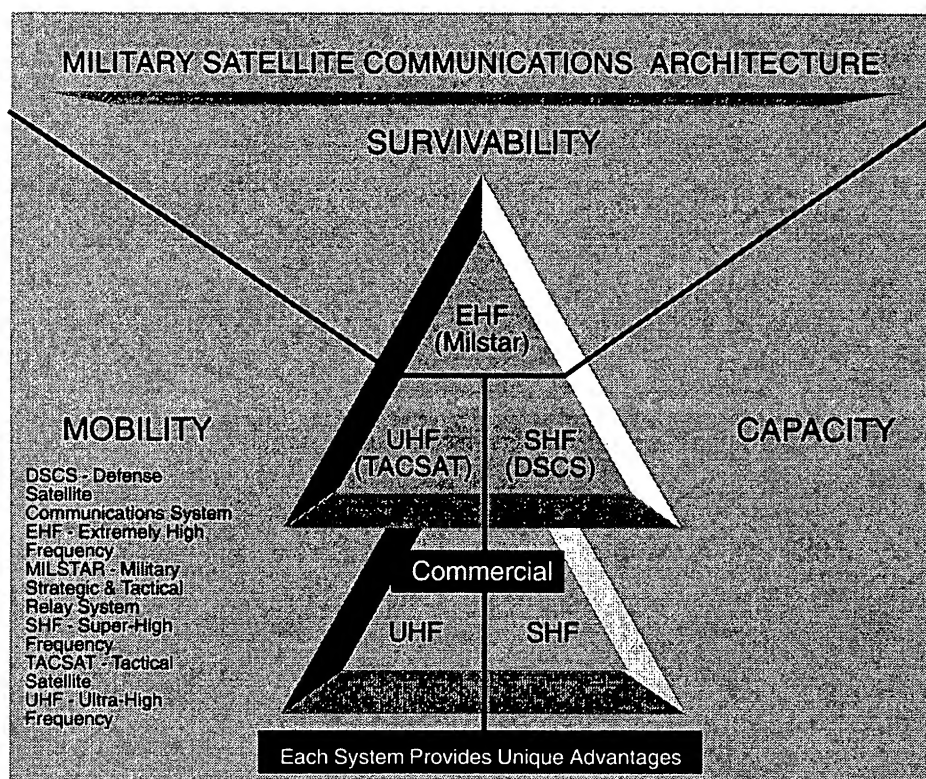 MILITARY SATELLITE COMMUNICATIONS ARCHITECTURE
SURVIVABILITY
EHF
(Milstar)
MOBILITY
CAPACITY
UHF
(TACSAT)
SHF
(DSCS)
DSCS - Defense
Satellite
Communications System
EHF - Extremely High
Frequency
MILSTAR - Military
Strategic & Tactical
Relay System
SHF - Super-High
Frequency
TACSAT - Tactical
Satellite
UHF - Ultra-High
Frequency
Commercial
UHF
SHF
Each System Provides Unique Advantages